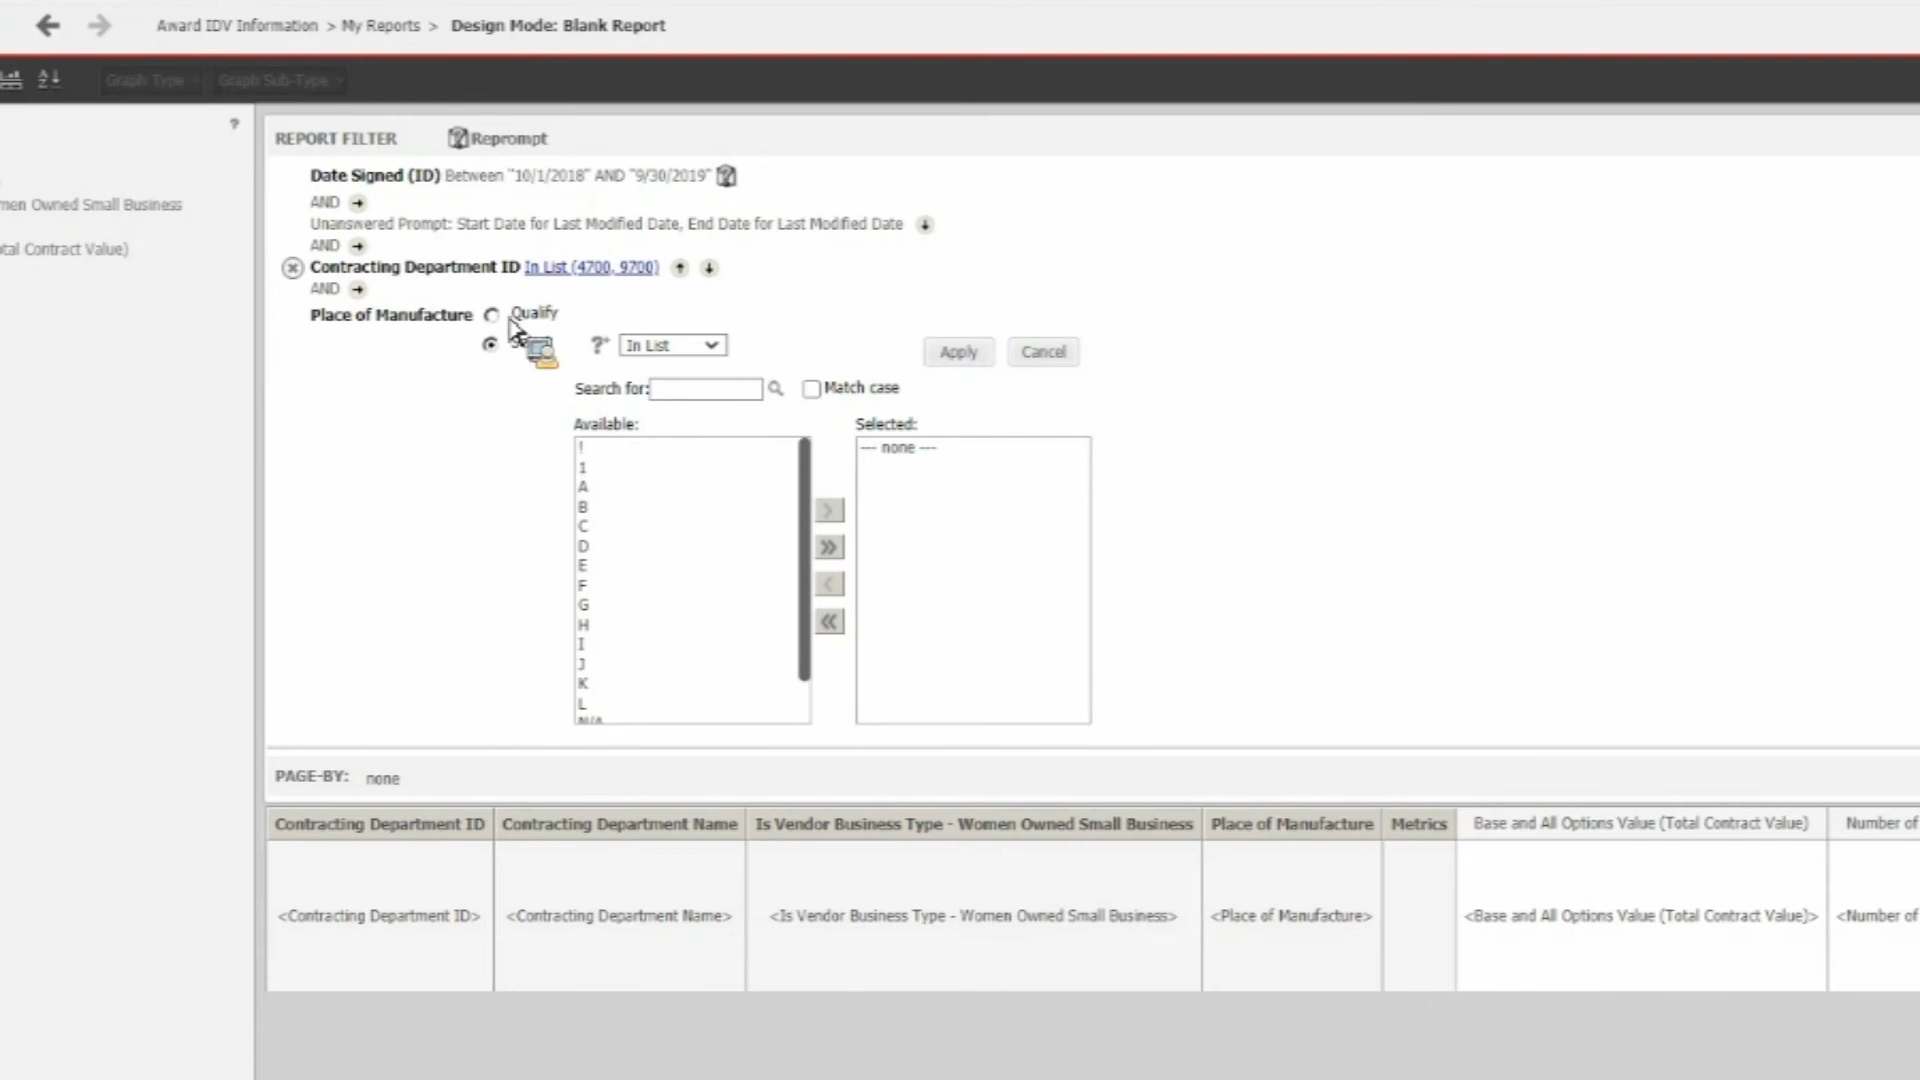 Award IDV Information > My Reports > Design Mode: Blank Report
Graph Type Graph Sub-Type
?
REPORT FILTER Reprompt
Date Signed (ID) Between "10/1/2018" AND "9/30/2019"
AND
men Owned Small Business
Unanswered Prompt: Start Date for Last Modified Date, End Date for Last Modified Date
AND
tal Contract Value)
Contracting Department ID In List (4700, 9700)
AND
Place of Manufacture Qualify
In List
Apply Cancel
Search for: Match case
Available: Selected:
!
--- none ---
1
A
B
C
D
E
F
G
H
I
J
K
L
N/A
PAGE-BY: none
Contracting Department ID Contracting Department Name Is Vendor Business Type - Women Owned Small Business Place of Manufacture Metrics Base and All Options Value (Total Contract Value) Number of
<Contracting Department ID> <Contracting Department Name> <Is Vendor Business Type - Women Owned Small Business> <Place of Manufacture> <Base and All Options Value (Total Contract Value)> <Number of